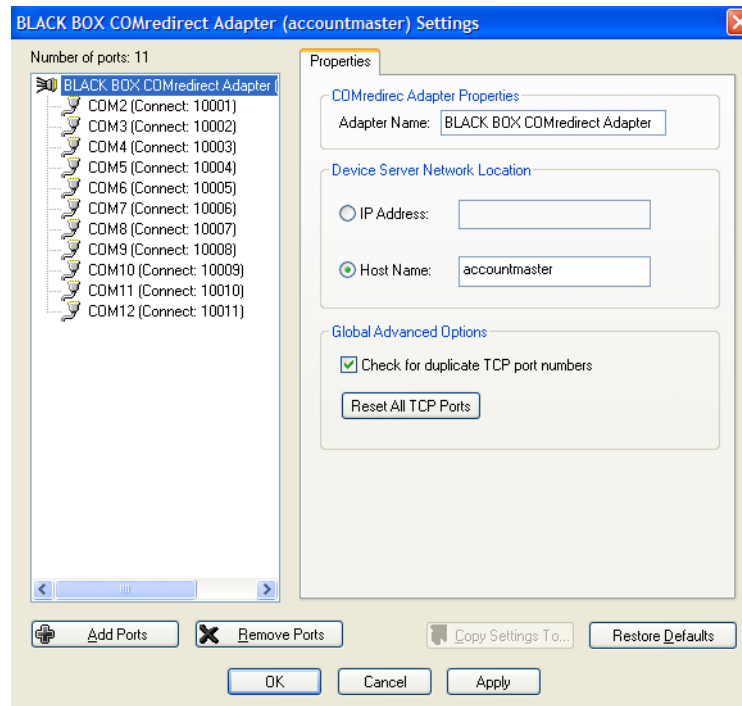 BLACK BOX COMredirect Adapter (accountmaster) Settings
Number of ports: 11
BLACK BOX COMredirect Adapter (
COM2 (Connect: 10001)
COM3 (Connect: 10002)
COM4 (Connect: 10003)
COM5 (Connect: 10004)
COM6 (Connect: 10005)
COM7 (Connect: 10006)
COM8 (Connect: 10007)
COM9 (Connect: 10008)
COM10 (Connect: 10009)
COM11 (Connect: 10010)
COM12 (Connect: 10011)
Properties
COMredirec Adapter Properties
Adapter Name: BLACK BOX COMredirect Adapter
Device Server Network Location
IP Address:
Host Name: accountmaster
Global Advanced Options
Check for duplicate TCP port numbers
Reset All TCP Ports
Add Ports
Remove Ports
Copy Settings To...
Restore Defaults
OK
Cancel
Apply